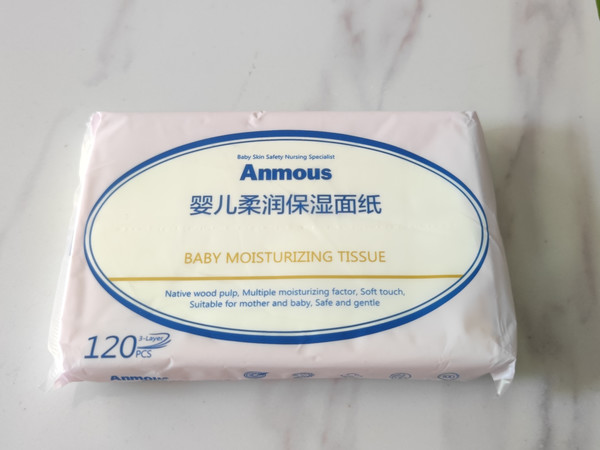 Baby Skin Safety Nursing Specialist
Anmous
婴儿柔润保湿面纸
BABY MOISTURIZING TISSUE
Native wood pulp, Multiple moisturizing factor, Soft touch,
Suitable for mother and baby, Safe and gentle
120 3-Layer PCS
Anmous